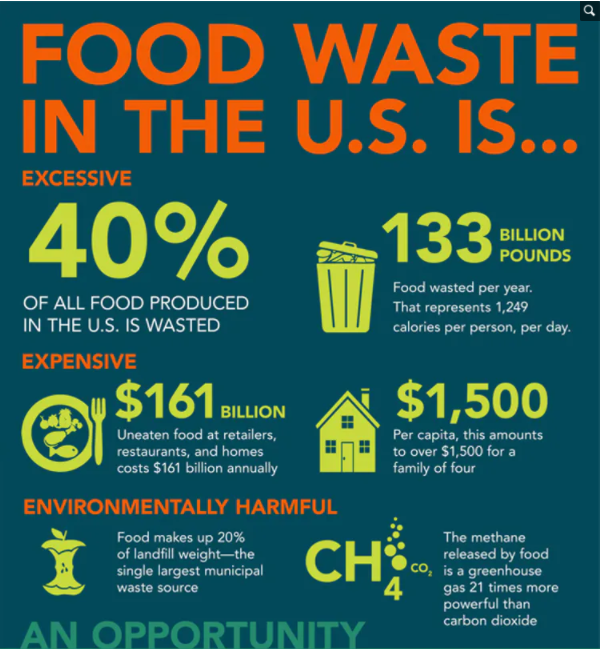 FOOD WASTE
IN THE U.S. IS...
EXCESSIVE
40%
OF ALL FOOD PRODUCED
IN THE U.S. IS WASTED
133 BILLION
POUNDS
Food wasted per year.
That represents 1,249
calories per person, per day.
EXPENSIVE
$161 BILLION
Uneaten food at retailers,
restaurants, and homes
costs $161 billion annually
$1,500
Per capita, this amounts
to over $1,500 for a
family of four
ENVIRONMENTALLY HARMFUL
Food makes up 20%
of landfill weight—the
single largest municipal
waste source
CH4
CO2
The methane
released by food
is a greenhouse
gas 21 times more
powerful than
carbon dioxide
AN OPPORTUNITY